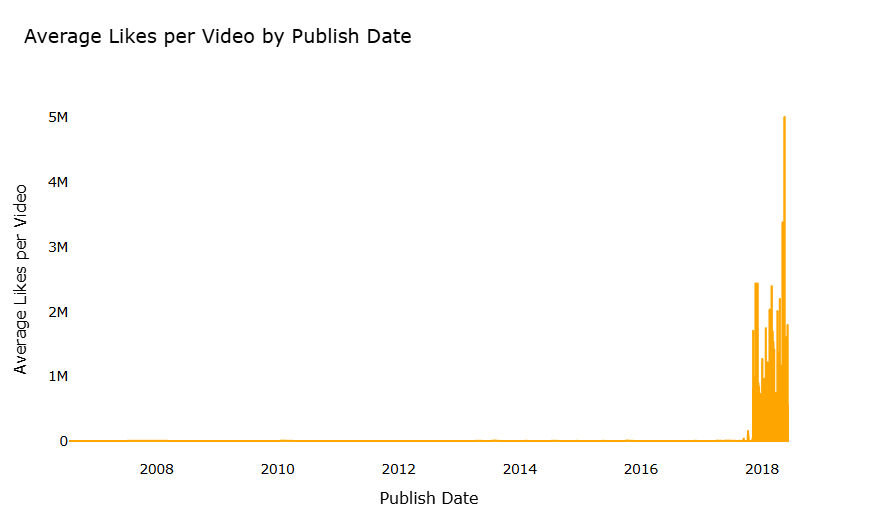 Average Likes per Video by Publish Date
5M
4M
3M
2M
1M
0
Average Likes per Video
2008
2010
2012
2014
2016
2018
Publish Date